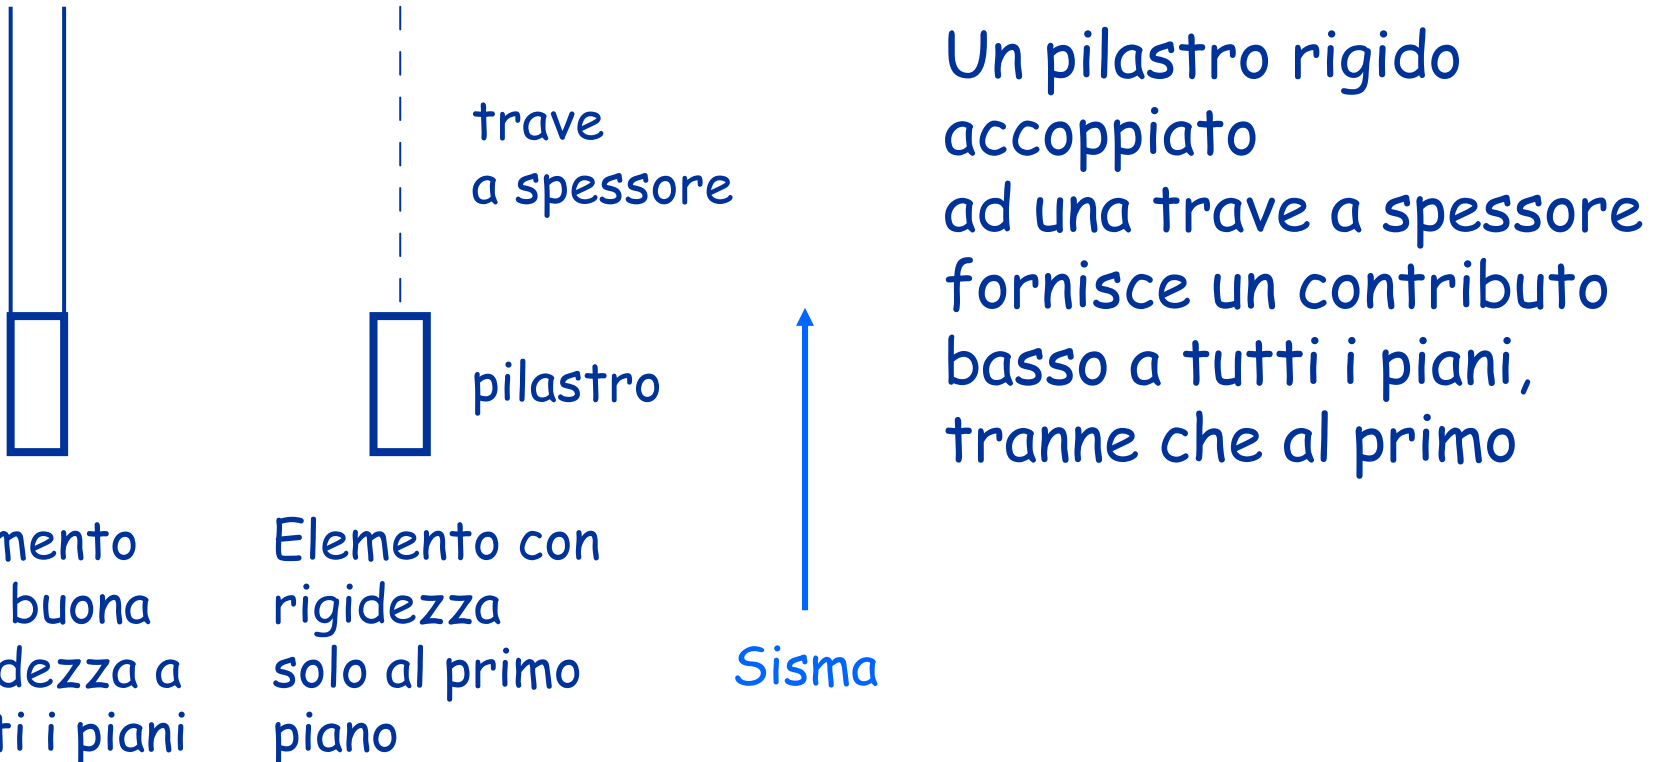 Un pilastro rigido
accoppiato
ad una trave a spessore
fornisce un contributo
basso a tutti i piani,
tranne che al primo
trave
a spessore
pilastro
mento
buona
dezza a
ti i piani
Elemento con
rigidezza
solo al primo
piano
Sisma